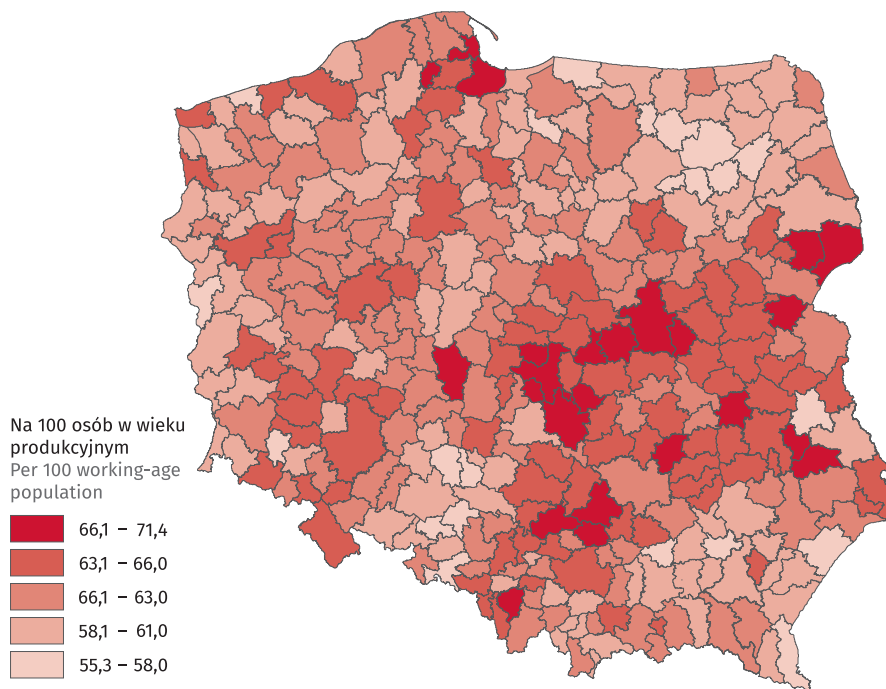 Na 100 osób w wieku
produkcyjnym
Per 100 working-age
population
66,1 – 71,4
63,1 – 66,0
66,1 – 63,0
58,1 – 61,0
55,3 – 58,0